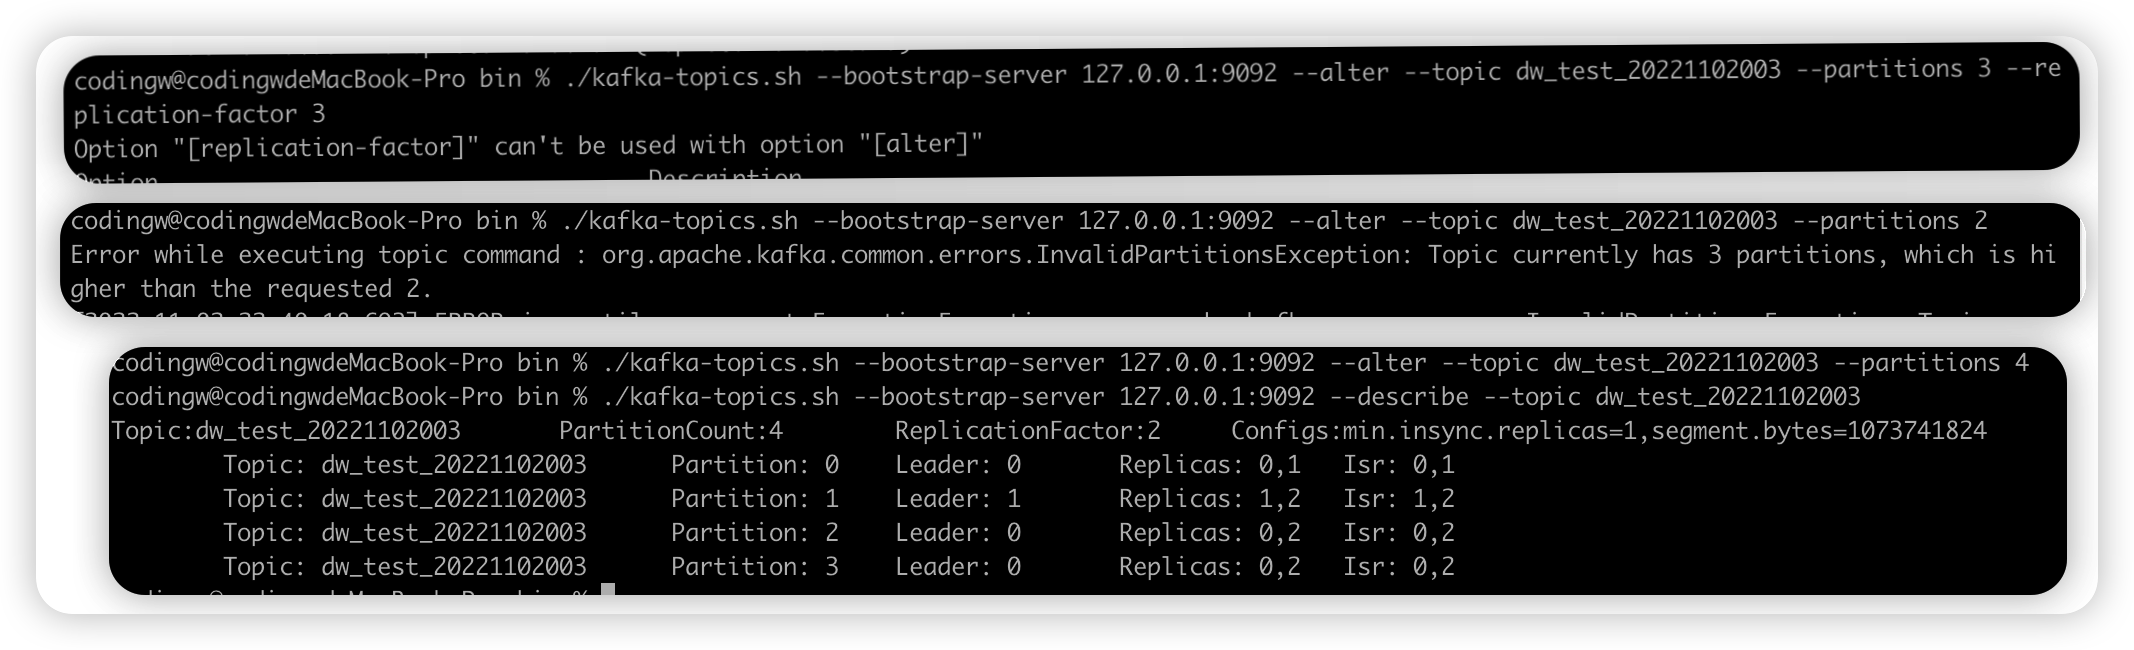 codingw@codingwdeMacBook-Pro bin % ./kafka-topics.sh --bootstrap-server 127.0.0.1:9092 --alter --topic dw_test_20221102003 --partitions 3 --re
plication-factor 3
Option "[replication-factor]" can't be used with option "[alter]"
Option Description
codingw@codingwdeMacBook-Pro bin % ./kafka-topics.sh --bootstrap-server 127.0.0.1:9092 --alter --topic dw_test_20221102003 --partitions 2
Error while executing topic command : org.apache.kafka.common.errors.InvalidPartitionsException: Topic currently has 3 partitions, which is hi
gher than the requested 2.
codingw@codingwdeMacBook-Pro bin % ./kafka-topics.sh --bootstrap-server 127.0.0.1:9092 --alter --topic dw_test_20221102003 --partitions 4
codingw@codingwdeMacBook-Pro bin % ./kafka-topics.sh --bootstrap-server 127.0.0.1:9092 --describe --topic dw_test_20221102003
Topic:dw_test_20221102003 PartitionCount:4 ReplicationFactor:2 Configs:min.insync.replicas=1,segment.bytes=1073741824
Topic: dw_test_20221102003 Partition: 0 Leader: 0 Replicas: 0,1 Isr: 0,1
Topic: dw_test_20221102003 Partition: 1 Leader: 1 Replicas: 1,2 Isr: 1,2
Topic: dw_test_20221102003 Partition: 2 Leader: 0 Replicas: 0,2 Isr: 0,2
Topic: dw_test_20221102003 Partition: 3 Leader: 0 Replicas: 0,2 Isr: 0,2